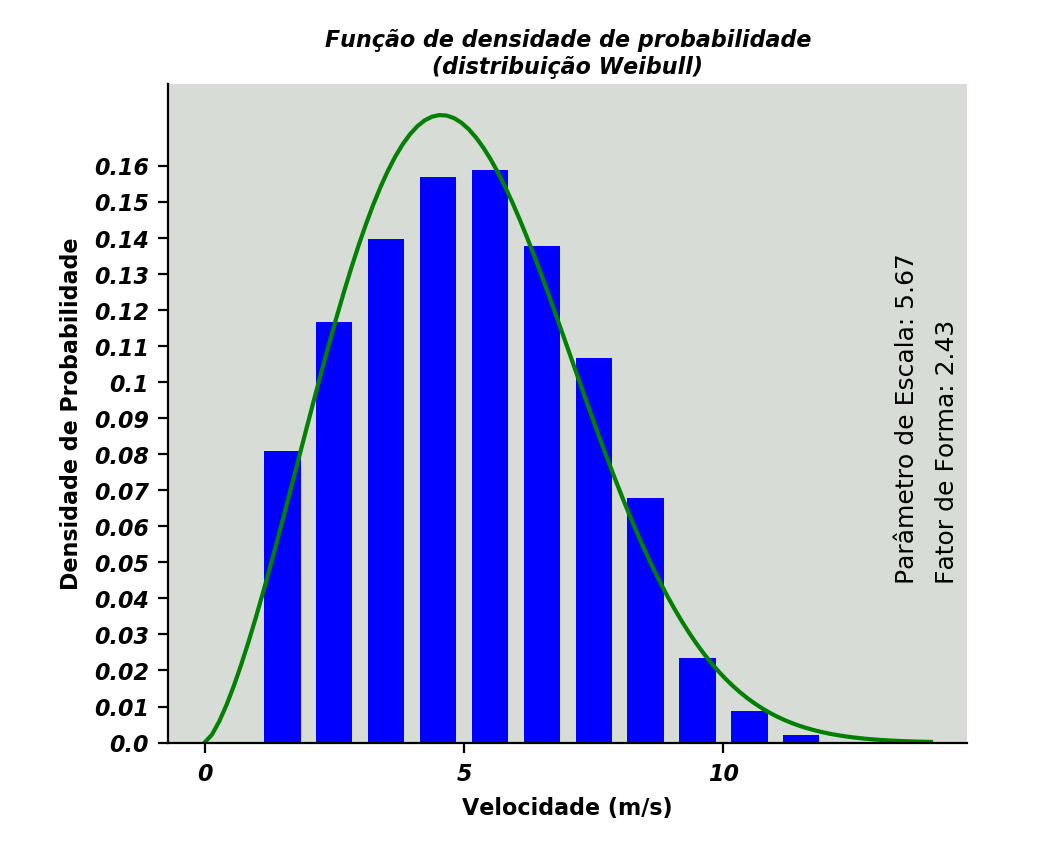 Função de densidade de probabilidade
(distribuição Weibull)
Densidade de Probabilidade
0.16
0.15
0.14
0.13
0.12
0.11
0.1
0.09
0.08
0.07
0.06
0.05
0.04
0.03
0.02
0.01
0.0
Parâmetro de Escala: 5.67
Fator de Forma: 2.43
0 5 10
Velocidade (m/s)